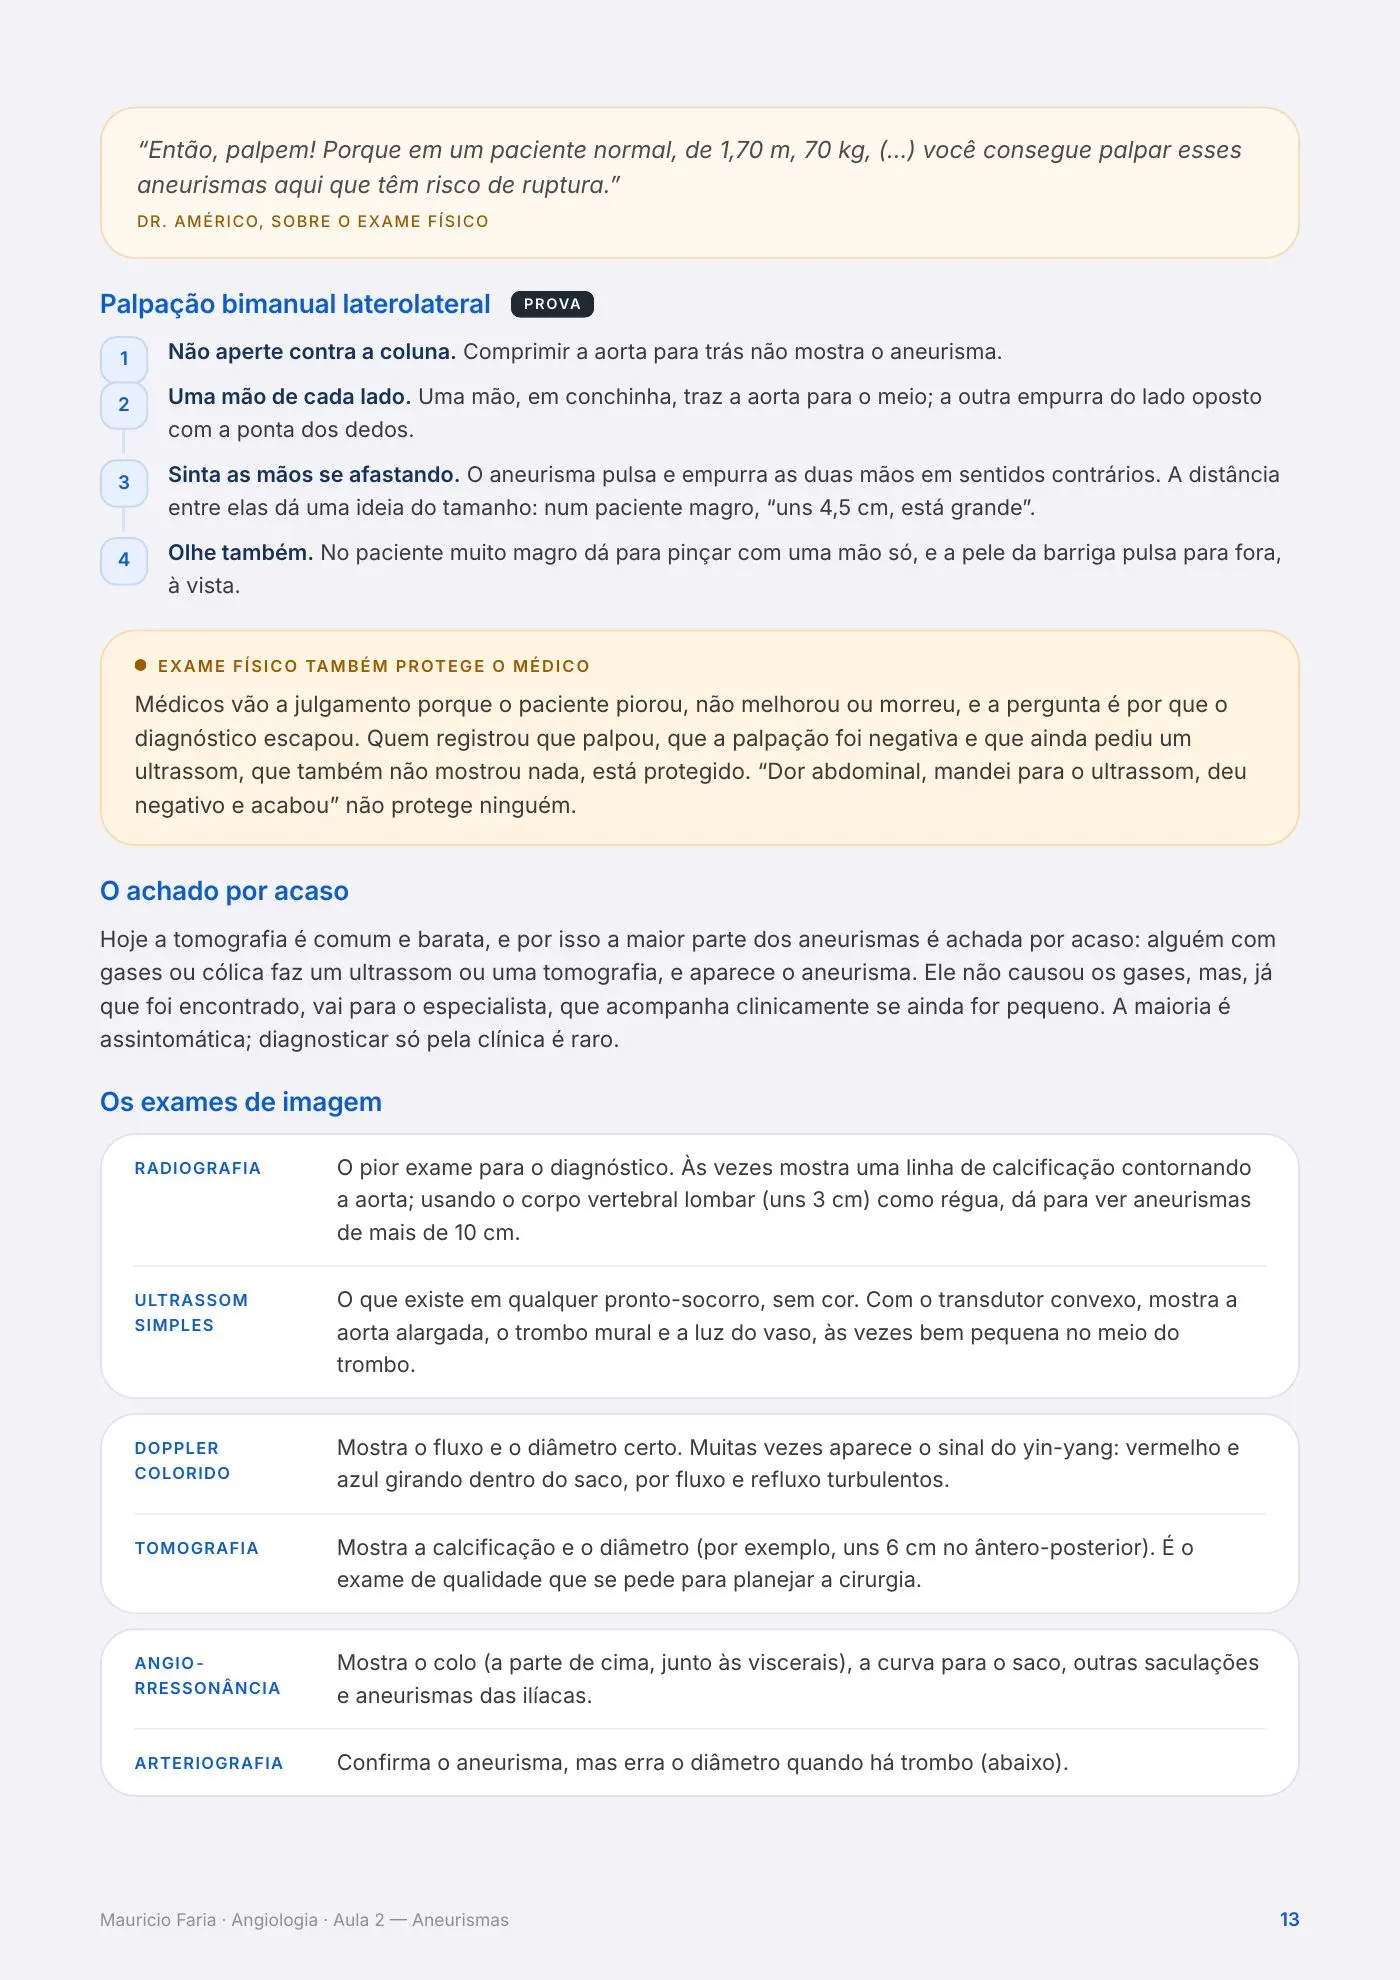 “Então, palpem! Porque em um paciente normal, de 1,70 m, 70 kg, (...) você consegue palpar esses
aneurismas aqui que têm risco de ruptura.”
DR. AMÉRICO, SOBRE O EXAME FÍSICO
Palpação bimanual laterolateral PROVA
1 Não aperte contra a coluna. Comprimir a aorta para trás não mostra o aneurisma.
2 Uma mão de cada lado. Uma mão, em conchinha, traz a aorta para o meio; a outra empurra do lado oposto
com a ponta dos dedos.
3 Sinta as mãos se afastando. O aneurisma pulsa e empurra as duas mãos em sentidos contrários. A distância
entre elas dá uma ideia do tamanho: num paciente magro, “uns 4,5 cm, está grande”.
4 Olhe também. No paciente muito magro dá para pinçar com uma mão só, e a pele da barriga pulsa para fora,
à vista.
EXAME FÍSICO TAMBÉM PROTEGE O MÉDICO
Médicos vão a julgamento porque o paciente piorou, não melhorou ou morreu, e a pergunta é por que o
diagnóstico escapou. Quem registrou que palpou, que a palpação foi negativa e que ainda pediu um
ultrassom, que também não mostrou nada, está protegido. “Dor abdominal, mandei para o ultrassom, deu
negativo e acabou” não protege ninguém.
O achado por acaso
Hoje a tomografia é comum e barata, e por isso a maior parte dos aneurismas é achada por acaso: alguém com
gases ou cólica faz um ultrassom ou uma tomografia, e aparece o aneurisma. Ele não causou os gases, mas, já
que foi encontrado, vai para o especialista, que acompanha clinicamente se ainda for pequeno. A maioria é
assintomática; diagnosticar só pela clínica é raro.
Os exames de imagem
RADIOGRAFIA
O pior exame para o diagnóstico. Às vezes mostra uma linha de calcificação contornando
a aorta; usando o corpo vertebral lombar (uns 3 cm) como régua, dá para ver aneurismas
de mais de 10 cm.
ULTRASSOM
SIMPLES
O que existe em qualquer pronto-socorro, sem cor. Com o transdutor convexo, mostra a
aorta alargada, o trombo mural e a luz do vaso, às vezes bem pequena no meio do
trombo.
DOPPLER
COLORIDO
Mostra o fluxo e o diâmetro certo. Muitas vezes aparece o sinal do yin-yang: vermelho e
azul girando dentro do saco, por fluxo e refluxo turbulentos.
TOMOGRAFIA
Mostra a calcificação e o diâmetro (por exemplo, uns 6 cm no ântero-posterior). É o
exame de qualidade que se pede para planejar a cirurgia.
ANGIO-
RRESSONÂNCIA
Mostra o colo (a parte de cima, junto às viscerais), a curva para o saco, outras saculações
e aneurismas das ilíacas.
ARTERIOGRAFIA
Confirma o aneurisma, mas erra o diâmetro quando há trombo (abaixo).
Mauricio Faria · Angiologia · Aula 2 — Aneurismas
13